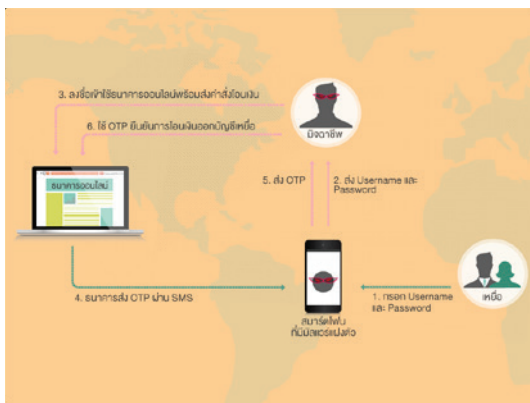 3. ลงชื่อเข้าใช้ธนาคารออนไลน์พร้อมส่งคำสั่งโอนเงิน
6. ใช้ OTP ยืนยันการโอนเงินออกบัญชีเหยื่อ
มิจฉาชีพ
ธนาคารออนไลน์
5. ส่ง OTP
2. ส่ง Username และ
Password
4. ธนาคารส่ง OTP ผ่าน SMS
สมาร์ตโฟน
ที่มีมัลแวร์แฝงตัว
1. กรอก Username
และ Password
เหยื่อ